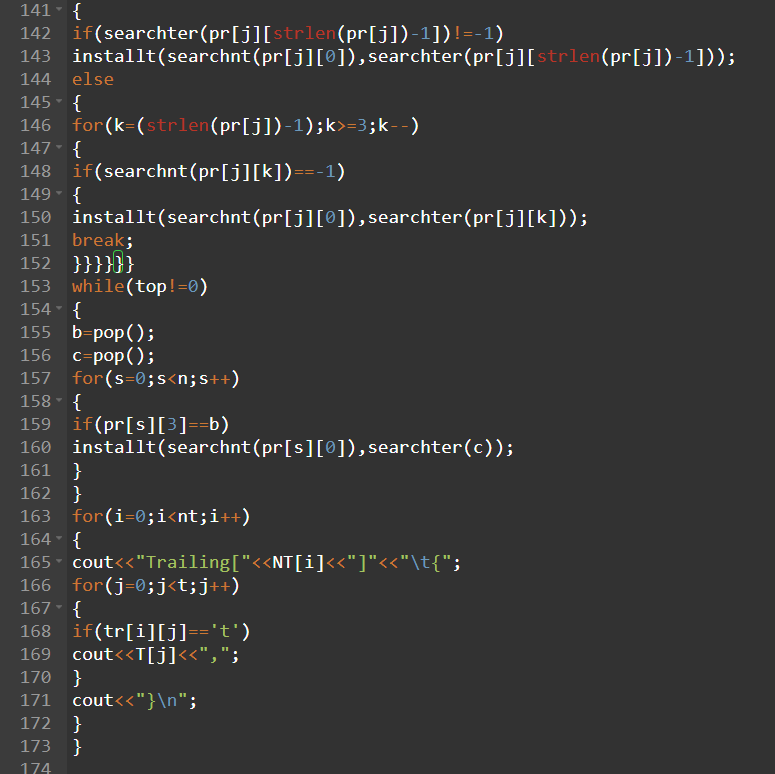 141 {
142 if(searchter(pr[j][strlen(pr[j])-1])!=-1)
143 installt(searchnt(pr[j][0]),searchter(pr[j][strlen(pr[j])-1]));
144 else
145 {
146 for(k=(strlen(pr[j])-1);k>=3;k--)
147 {
148 if(searchnt(pr[j][k])==-1)
149 {
150 installt(searchnt(pr[j][0]),searchter(pr[j][k]));
151 break;
152 }}}}}}
153 while(top!=0)
154 {
155 b=pop();
156 c=pop();
157 for(s=0;s<n;s++)
158 {
159 if(pr[s][3]==b)
160 installt(searchnt(pr[s][0]),searchter(c));
161 }
162 }
163 for(i=0;i<nt;i++)
164 {
165 cout<<"Trailing["<<NT[i]<<"]"<<"\t{";
166 for(j=0;j<t;j++)
167 {
168 if(tr[i][j]=='t')
169 cout<<T[j]<<",";
170 }
171 cout<<"}\n";
172 }
173 }
174